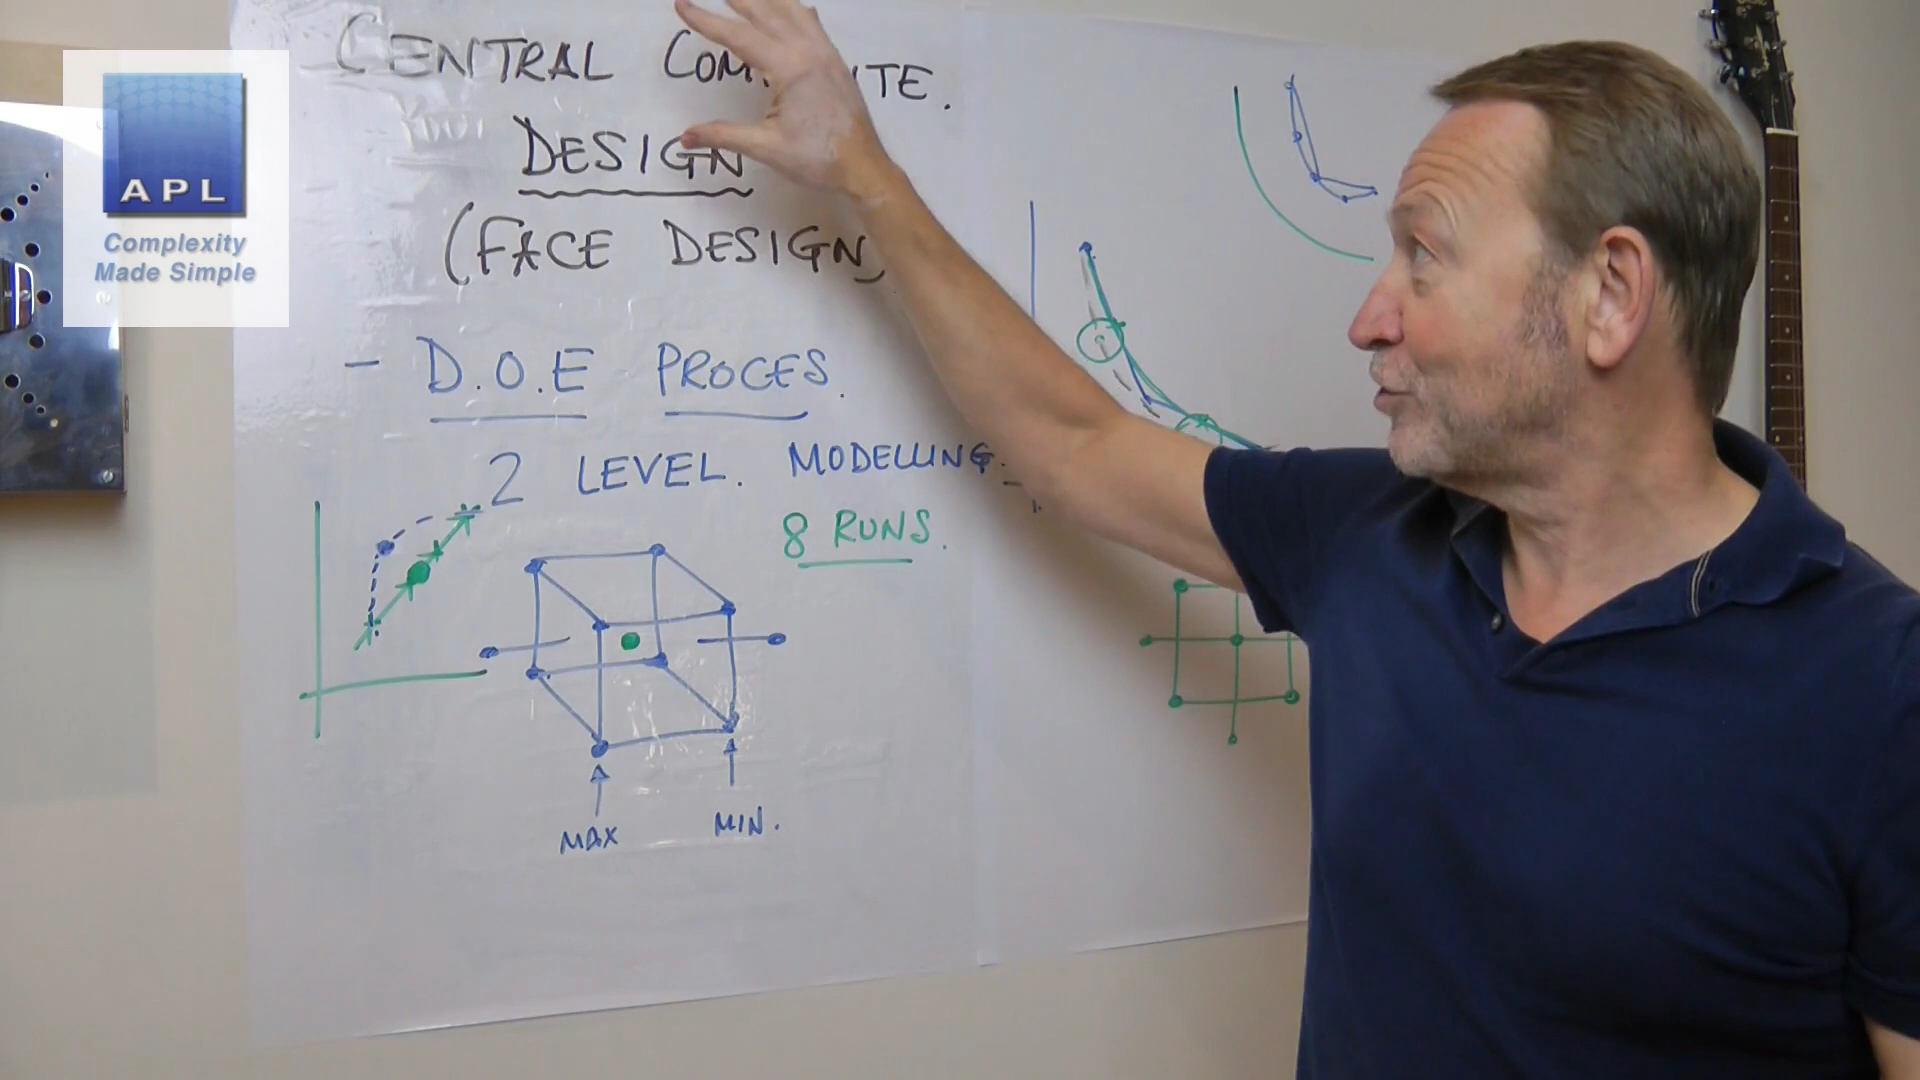 APL
Complexity
Made Simple
CENTRAL
DESIGN
(FACE DESIGN)
- D.O.E PROCES.
2 LEVEL. MODELLING.
8 RUNS.
MAX
MIN.